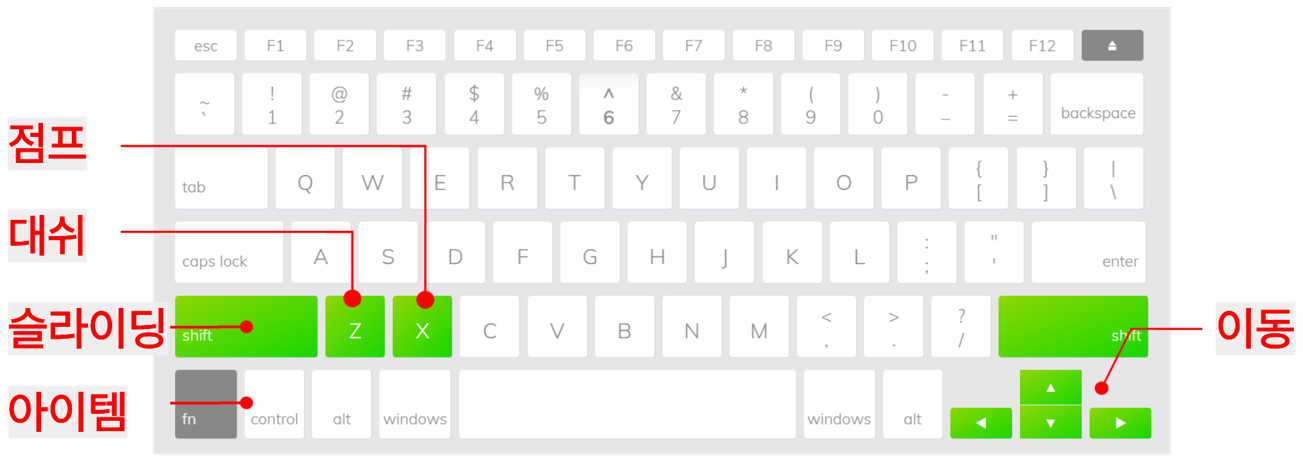 esc F1 F2 F3 F4 F5 F6 F7 F8 F9 F10 F11 F12
~ ! @ # $ % ^ & * ( ) - +
` 1 2 3 4 5 6 7 8 9 0 – = backspace
점프
tab Q W E R T Y U I O P { } |
[ ] \
대쉬
caps lock A S D F G H J K L : "
; ' enter
슬라이딩
shift Z X C V B N M < > ? shift
, . /
이동
아이템
fn control alt windows windows alt